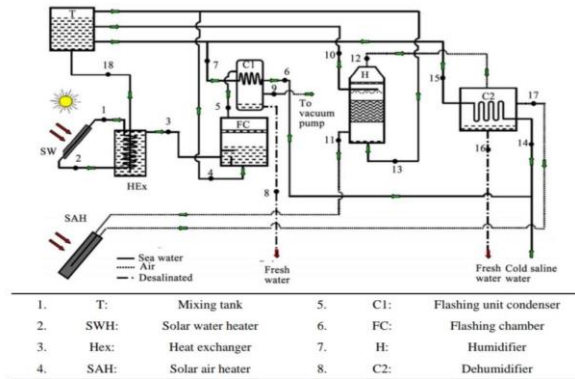 T
18
1
2
SW
HEx
3
7
C1
6
9
To
vacuum
pump
5
FC
4
8
10
12
H
11
13
15
17
C2
14
16
SAH
Sea water
Air
Desalinated
Fresh
water
Fresh Cold saline
water water
1. T: Mixing tank 5. C1: Flashing unit condenser
2. SWH: Solar water heater 6. FC: Flashing chamber
3. Hex: Heat exchanger 7. H: Humidifier
4. SAH: Solar air heater 8. C2: Dehumidifier